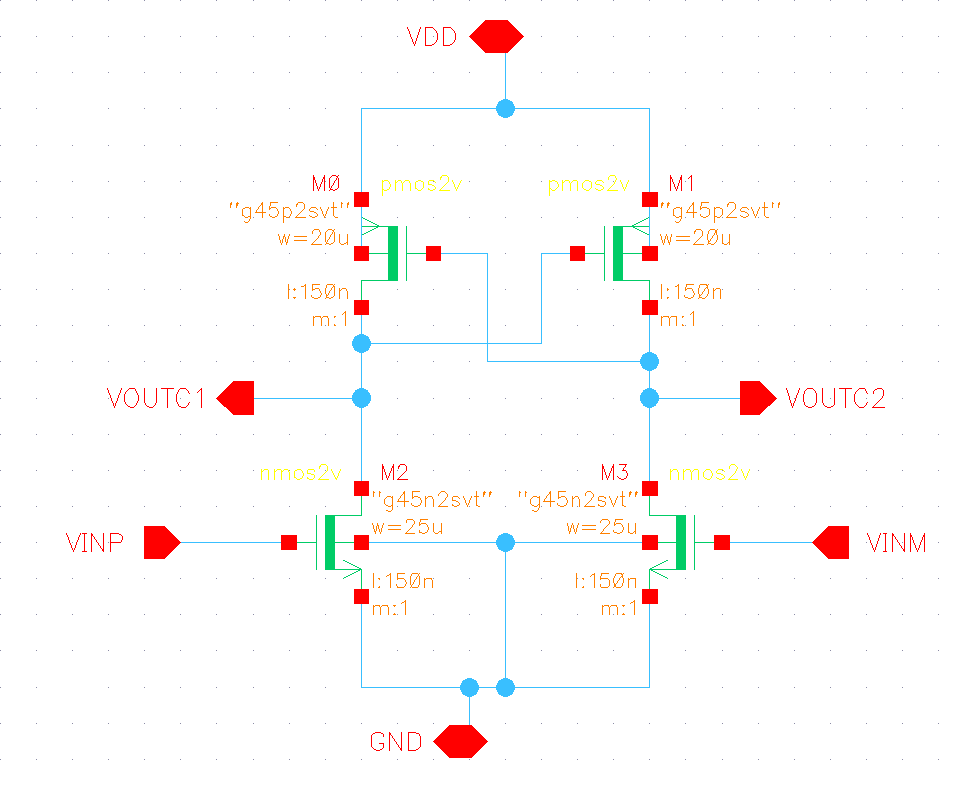 VDD
M0 pmos2v
pmos2v M1
"g45p2svt"
"g45p2svt"
w=20u
w=20u
l:150n
l:150n
m:1
m:1
VOUTC1
VOUTC2
nmos2v M2
M3 nmos2v
"g45n2svt"
"g45n2svt"
w=25u
w=25u
VINP
VINM
l:150n
l:150n
m:1
m:1
GND